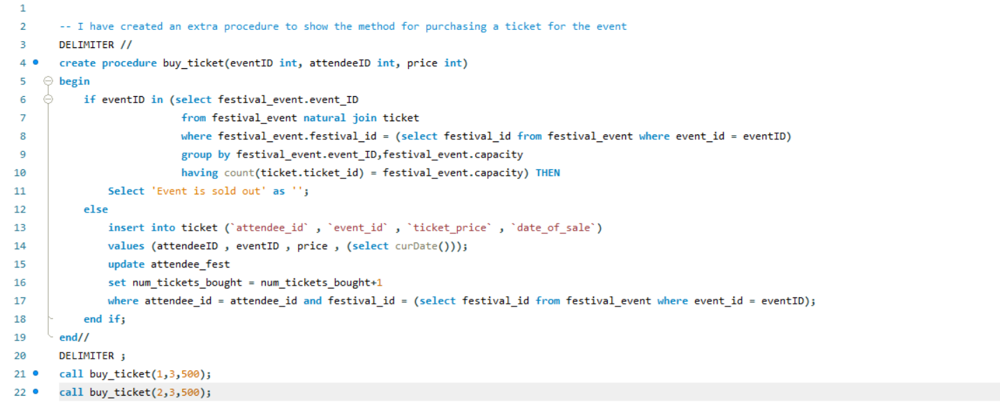 1
2 -- I have created an extra procedure to show the method for purchasing a ticket for the event
3 DELIMITER //
4 create procedure buy_ticket(eventID int, attendeeID int, price int)
5 begin
6 if eventID in (select festival_event.event_ID
7 from festival_event natural join ticket
8 where festival_event.festival_id = (select festival_id from festival_event where event_id = eventID)
9 group by festival_event.event_ID,festival_event.capacity
10 having count(ticket.ticket_id) = festival_event.capacity) THEN
11 Select 'Event is sold out' as '';
12 else
13 insert into ticket (`attendee_id` , `event_id` , `ticket_price` , `date_of_sale`)
14 values (attendeeID , eventID , price , (select curDate()));
15 update attendee_fest
16 set num_tickets_bought = num_tickets_bought+1
17 where attendee_id = attendee_id and festival_id = (select festival_id from festival_event where event_id = eventID);
18 end if;
19 end//
20 DELIMITER ;
21 call buy_ticket(1,3,500);
22 call buy_ticket(2,3,500);